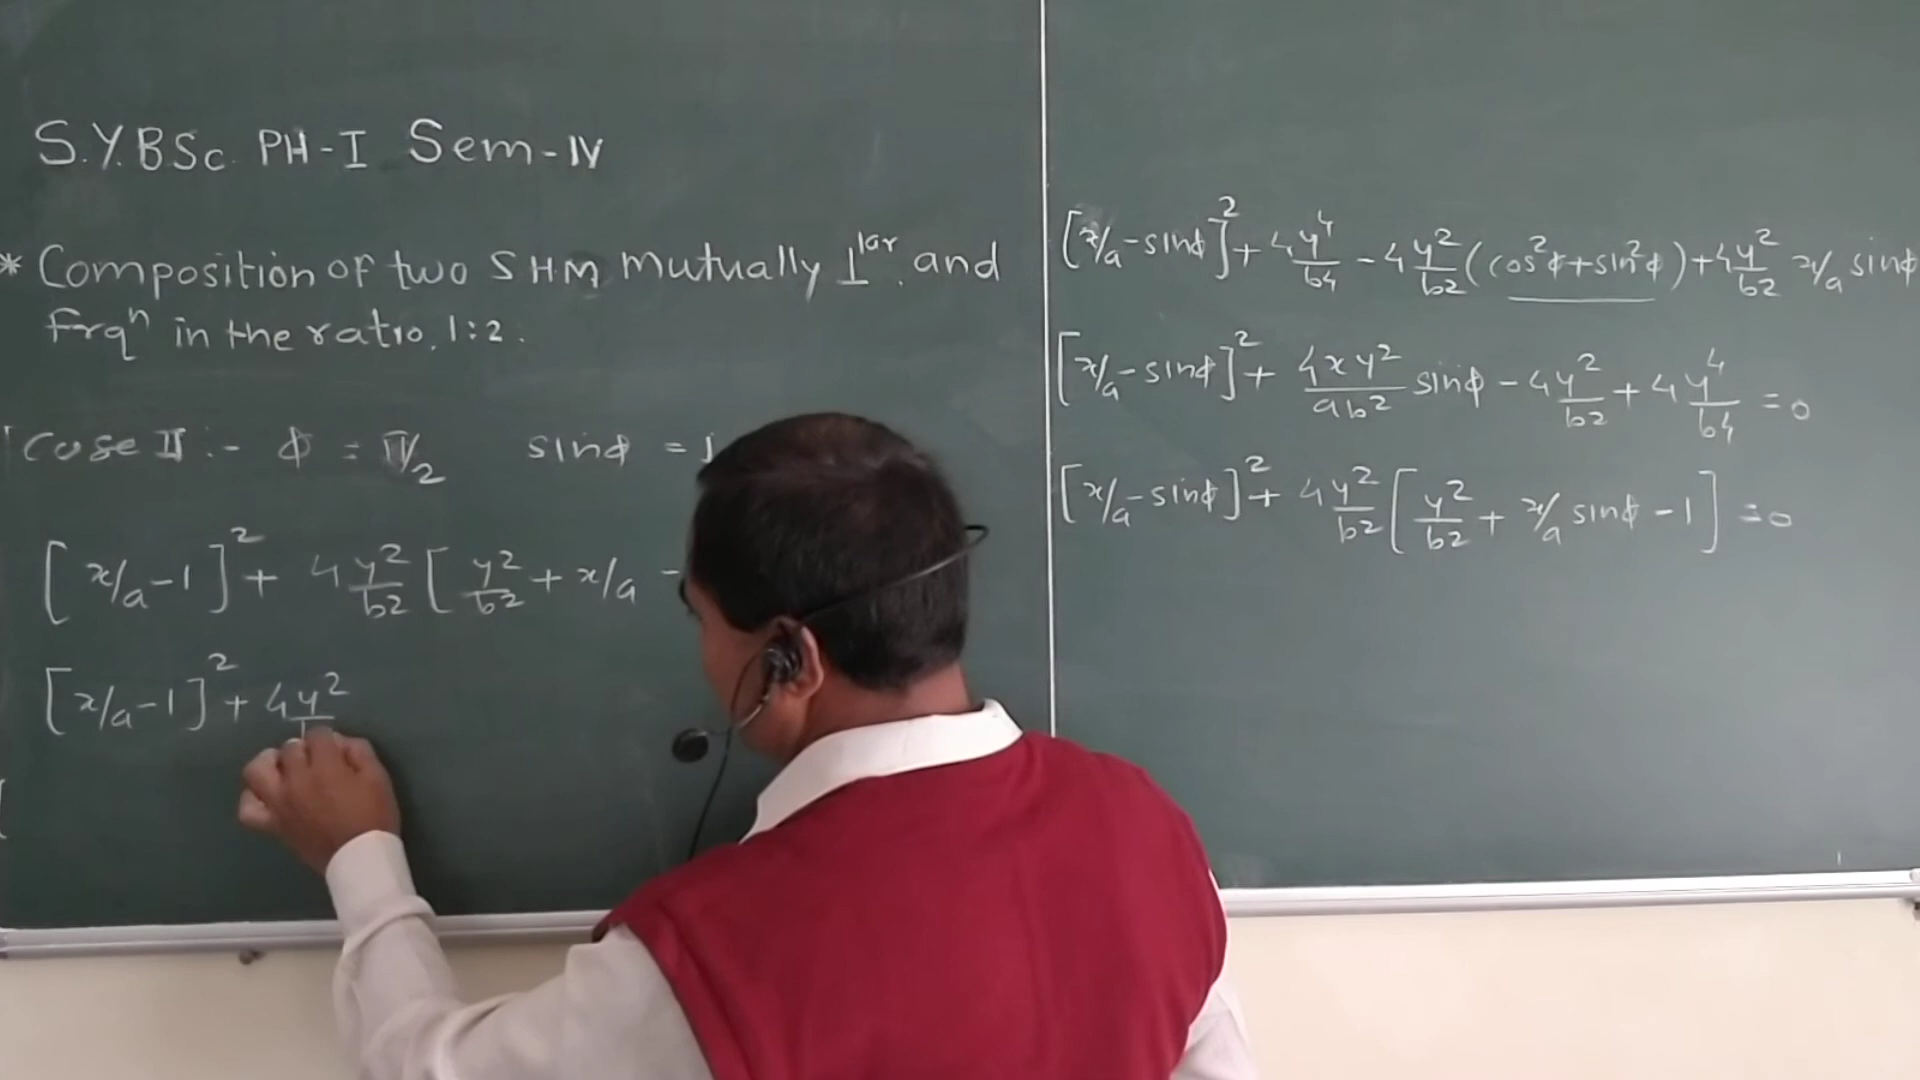 S.Y.BSc. PH-I Sem-IV
* Composition of two SHM mutually ⊥lar. and
Frqⁿ in the ratio, 1:2.
Case II :- φ = π/2 sinφ = 1
[x/a - 1]² + 4y²/b² [y²/b² + x/a -
[x/a - 1]² + 4y²
[x/a - sinφ]² + 4y⁴/b⁴ - 4y²/b² (cos²φ + sin²φ) + 4y²/b² x/a sinφ
[x/a - sinφ]² + 4xy²/ab² sinφ - 4y²/b² + 4y⁴/b⁴ = 0
[x/a - sinφ]² + 4y²/b² [y²/b² + x/a sinφ - 1] = 0